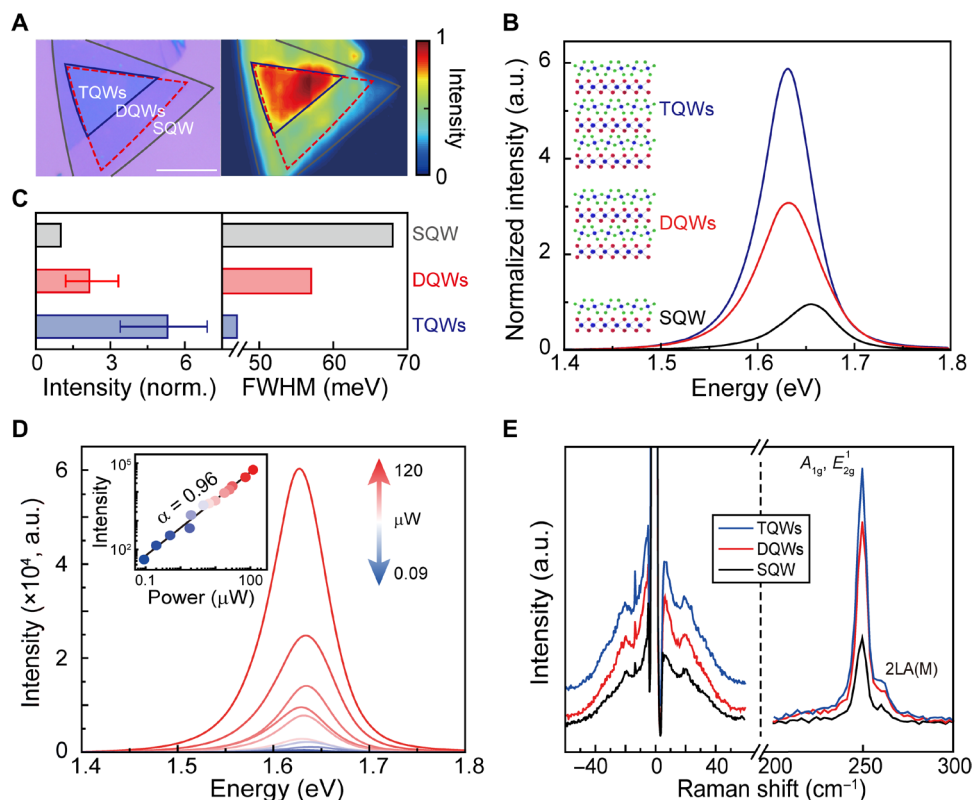 A
TQWs
DQWs
SQW
1
Intensity
0
B
Normalized intensity (a.u.)
6
4
2
0
TQWs
DQWs
SQW
1.4 1.5 1.6 1.7 1.8
Energy (eV)
C
SQW
DQWs
TQWs
0 3 6 50 60 70
Intensity (norm.) FWHM (meV)
D
Intensity (×10⁴, a.u.)
6
4
2
0
10⁵
10²
Intensity
α = 0.96
0.1 1 10 100
Power (μW)
120
μW
0.09
1.4 1.5 1.6 1.7 1.8
Energy (eV)
E
Intensity (a.u.)
A1g, E¹2g
TQWs
DQWs
SQW
2LA(M)
−40 0 40 200 250 300
Raman shift (cm⁻¹)